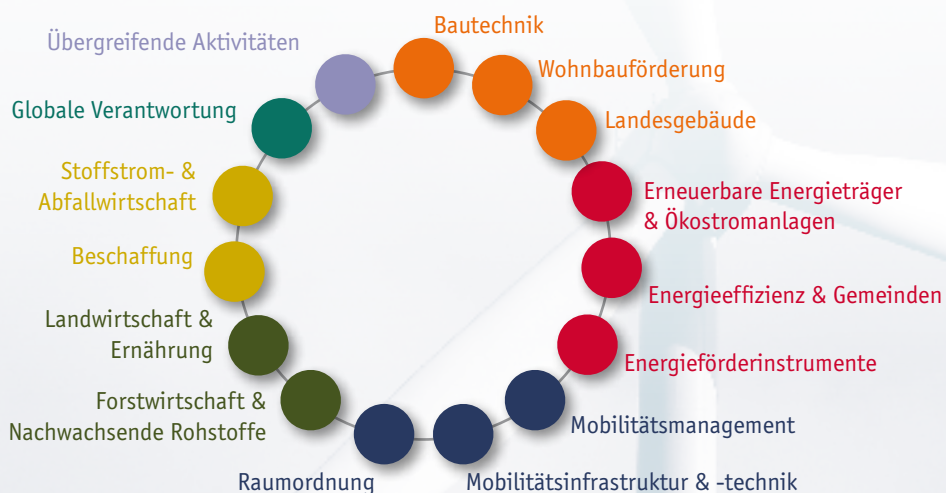 Bautechnik
Übergreifende Aktivitäten
Wohnbauförderung
Globale Verantwortung
Landesgebäude
Stoffstrom- &
Abfallwirtschaft
Erneuerbare Energieträger
& Ökostromanlagen
Beschaffung
Energieeffizienz & Gemeinden
Landwirtschaft &
Ernährung
Energieförderinstrumente
Forstwirtschaft &
Nachwachsende Rohstoffe
Mobilitätsmanagement
Raumordnung
Mobilitätsinfrastruktur & -technik